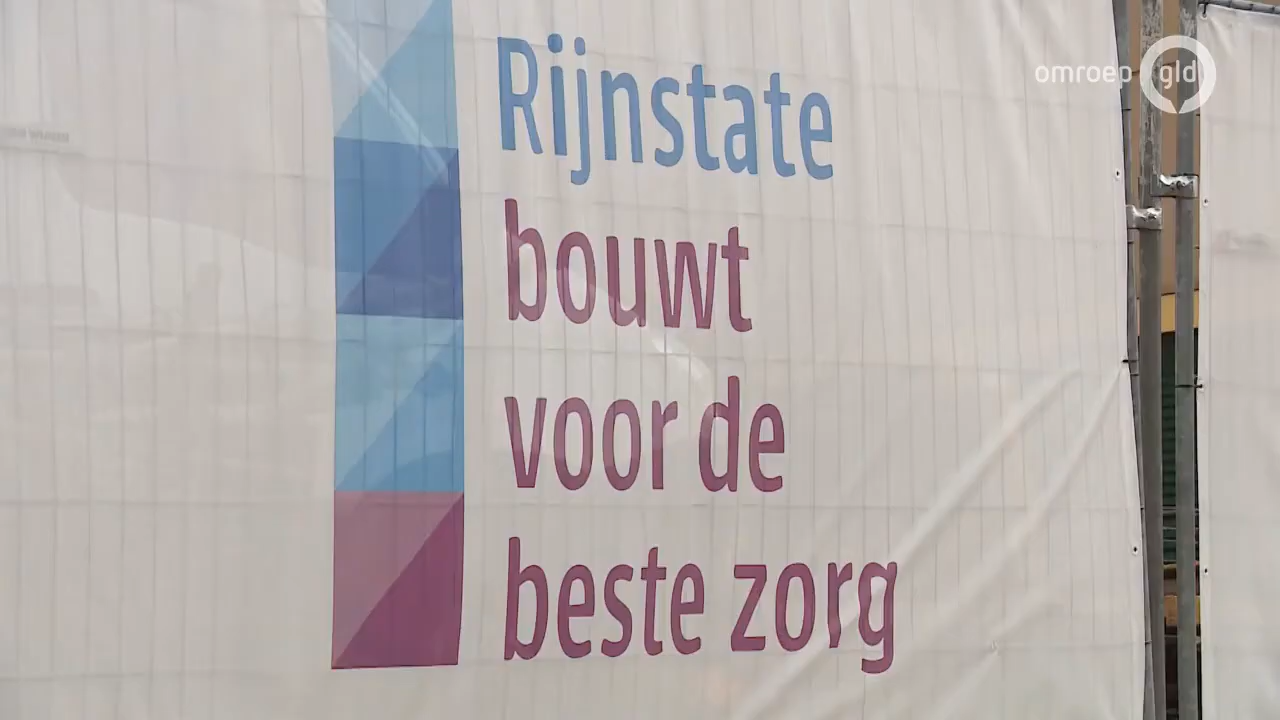 omroep gld
Rijnstate
bouwt
voor de
beste zorg